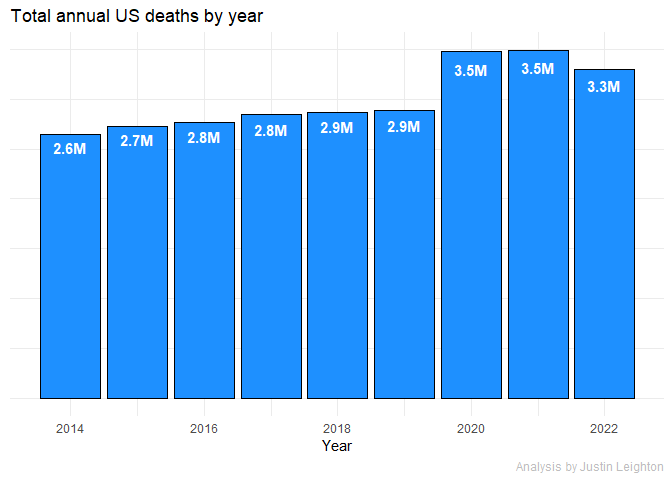 Total annual US deaths by year
2.6M
2.7M
2.8M
2.8M
2.9M
2.9M
3.5M
3.5M
3.3M
2014 2016 2018 2020 2022
Year
Analysis by Justin Leighton